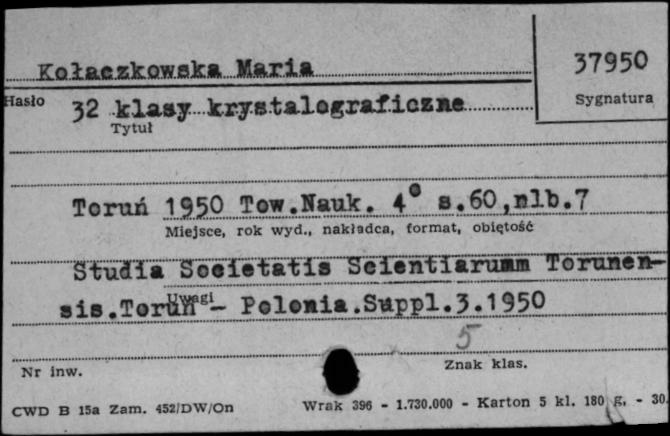 Kołaczkowska Maria
37950
Hasło
32 klasy krystalograficzne
Sygnatura
Tytuł
Toruń 1950 Tow.Nauk. 4° s.60,nlb.7
Miejsce, rok wyd., nakładca, format, objętość
Studia Societatis Scientiarumm Torunen-
Uwagi
sis.Toruń - Polonia.Suppl.3.1950
5
Nr inw.
Znak klas.
CWD B 15a Zam. 452/DW/On
Wrak 396 - 1.730.000 - Karton 5 kl. 180 g. - 30.